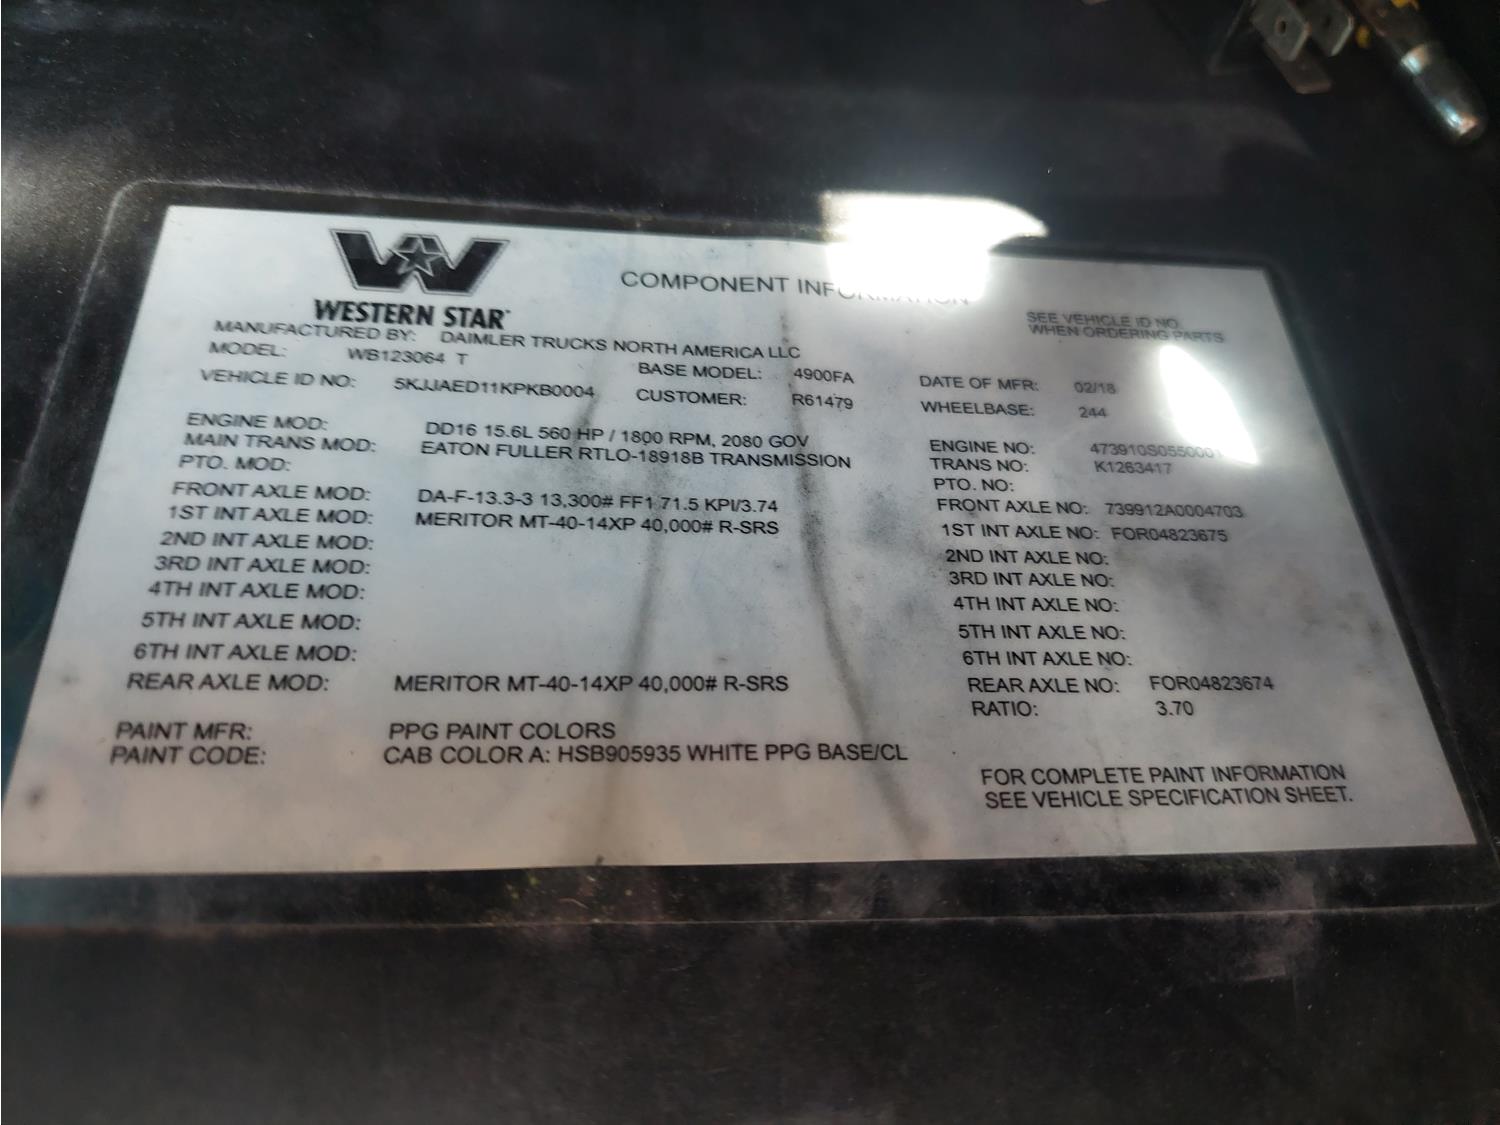 WESTERN STAR
COMPONENT INFORMATION
SEE VEHICLE ID NO.
WHEN ORDERING PARTS
MANUFACTURED BY: DAIMLER TRUCKS NORTH AMERICA LLC
MODEL: WB123064 T BASE MODEL: 4900FA DATE OF MFR: 02/18
VEHICLE ID NO: 5KJJAED11KPKB0004 CUSTOMER: R61479 WHEELBASE: 244
ENGINE MOD: DD16 15.6L 560 HP / 1800 RPM, 2080 GOV ENGINE NO:
MAIN TRANS MOD: EATON FULLER RTLO-18918B TRANSMISSION TRANS NO: K1263417
PTO. MOD: PTO. NO:
FRONT AXLE MOD: DA-F-13.3-3 13,300# FF1 71.5 KPI/3.74 FRONT AXLE NO: 739912A0004703
1ST INT AXLE MOD: MERITOR MT-40-14XP 40,000# R-SRS 1ST INT AXLE NO: FOR04823675
2ND INT AXLE MOD: 2ND INT AXLE NO:
3RD INT AXLE MOD: 3RD INT AXLE NO:
4TH INT AXLE MOD: 4TH INT AXLE NO:
5TH INT AXLE MOD: 5TH INT AXLE NO:
6TH INT AXLE MOD: 6TH INT AXLE NO:
REAR AXLE MOD: MERITOR MT-40-14XP 40,000# R-SRS REAR AXLE NO: FOR04823674
RATIO: 3.70
PAINT MFR: PPG PAINT COLORS
PAINT CODE: CAB COLOR A: HSB905935 WHITE PPG BASE/CL
FOR COMPLETE PAINT INFORMATION
SEE VEHICLE SPECIFICATION SHEET.